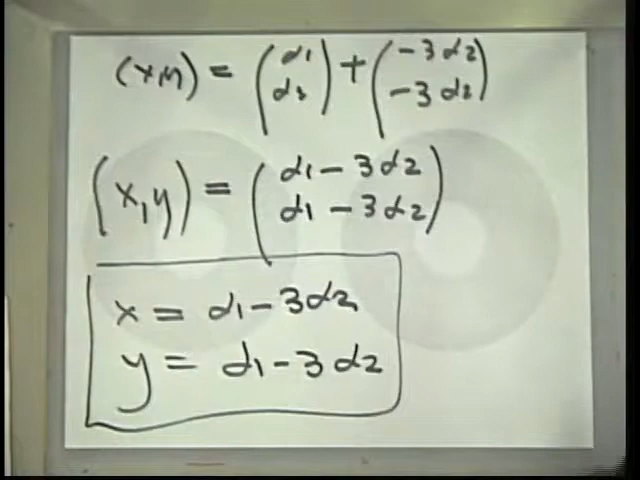 (x y) = (α1 α2) + (-3α2 -3α2)
(x,y) = (α1 - 3α2 α1 - 3α2)
x = α1 - 3α2
y = α1 - 3α2